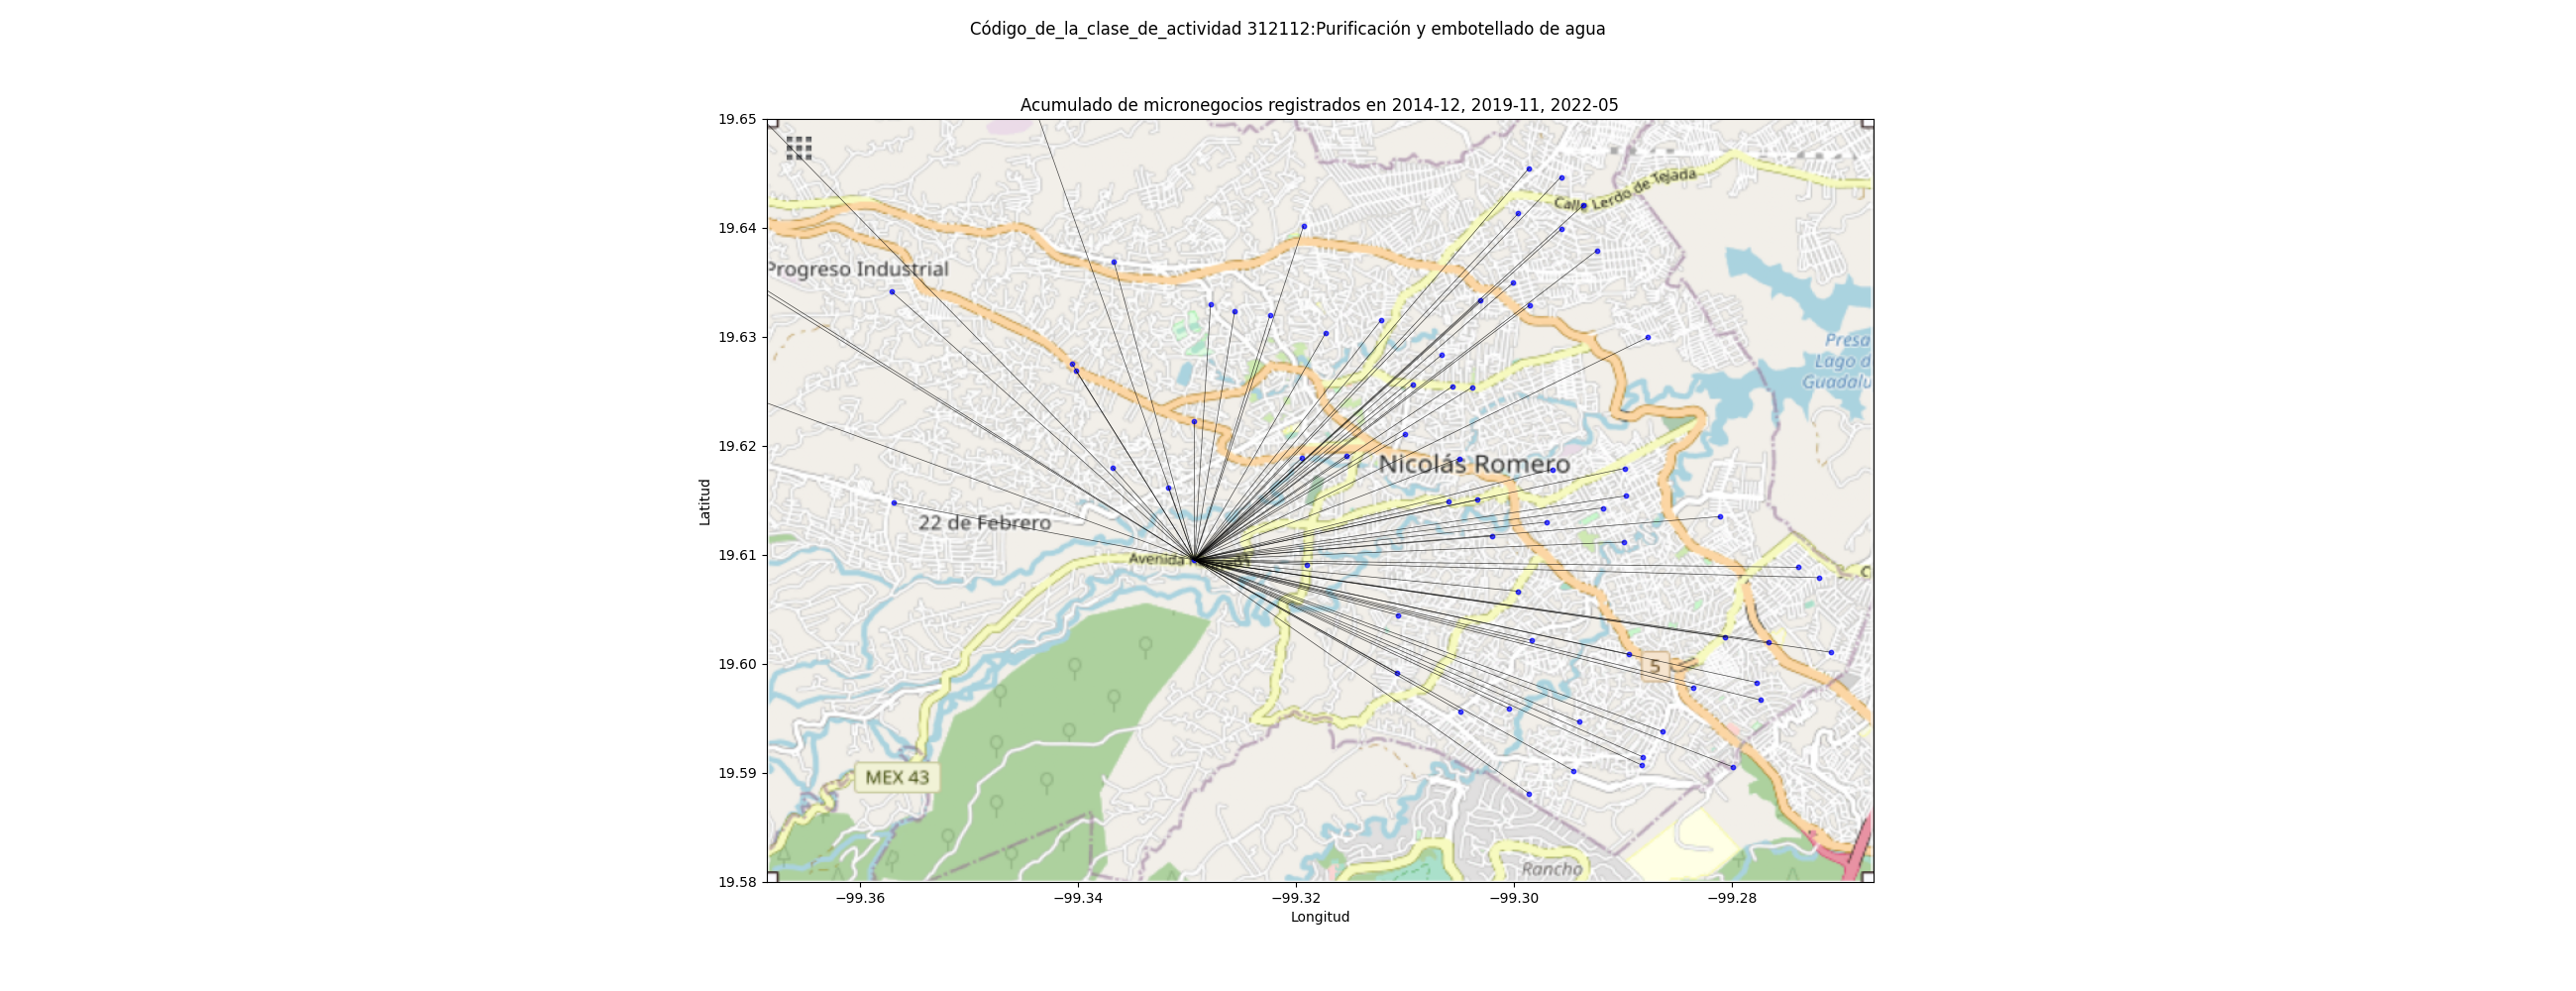 Código_de_la_clase_de_actividad 312112:Purificación y embotellado de agua
Acumulado de micronegocios registrados en 2014-12, 2019-11, 2022-05
19.65
Calle Lerdo de Tejada
19.64
Progreso Industrial
19.63
Presa
Lago d
Guadalu
19.62
Nicolás Romero
22 de Febrero
19.61
Avenida
C
19.60
5
19.59
MEX 43
Rancho
19.58
Latitud
−99.36
−99.34
−99.32
−99.30
−99.28
Longitud